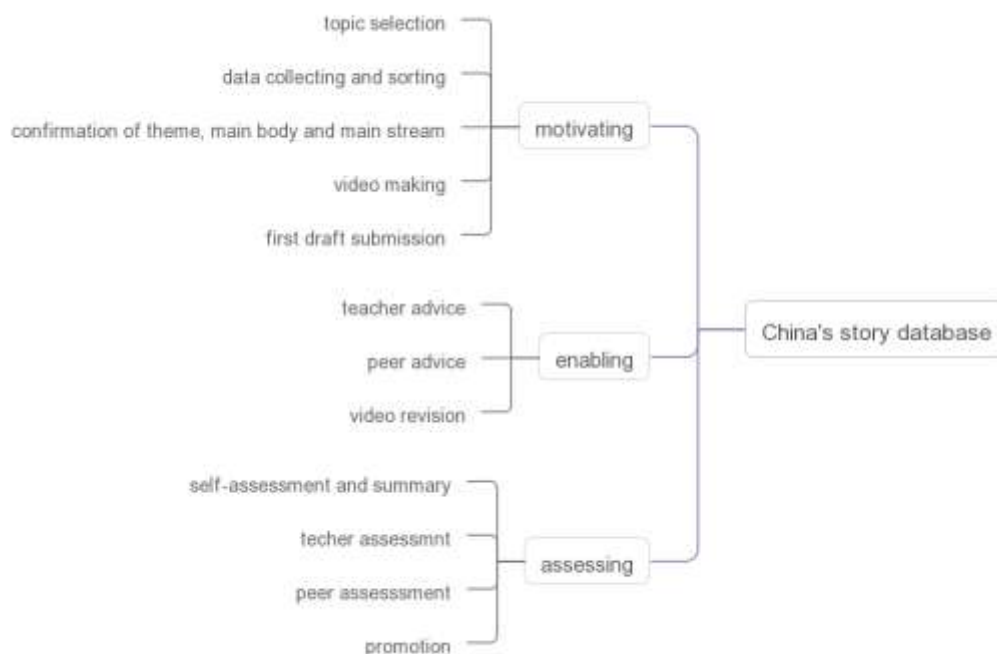 topic selection
data collecting and sorting
confirmation of theme, main body and main stream
video making
first draft submission
motivating
teacher advice
peer advice
video revision
enabling
China's story database
self-assessment and summary
techer assessmnt
peer assesssment
promotion
assessing